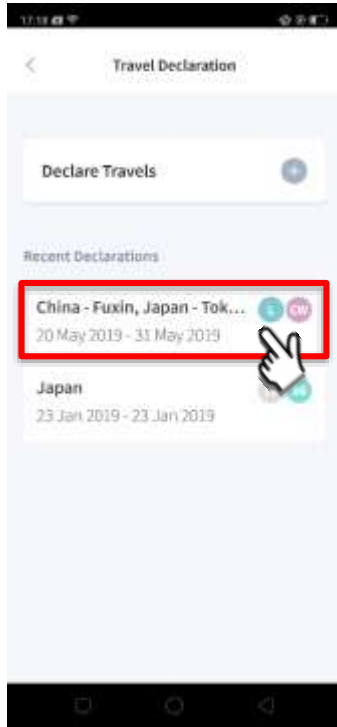 17:18
Travel Declaration
Declare Travels
Recent Declarations
China - Fuxin, Japan - Tok...
CW
20 May 2019 - 31 May 2019
Japan
23 Jan 2019 - 23 Jan 2019